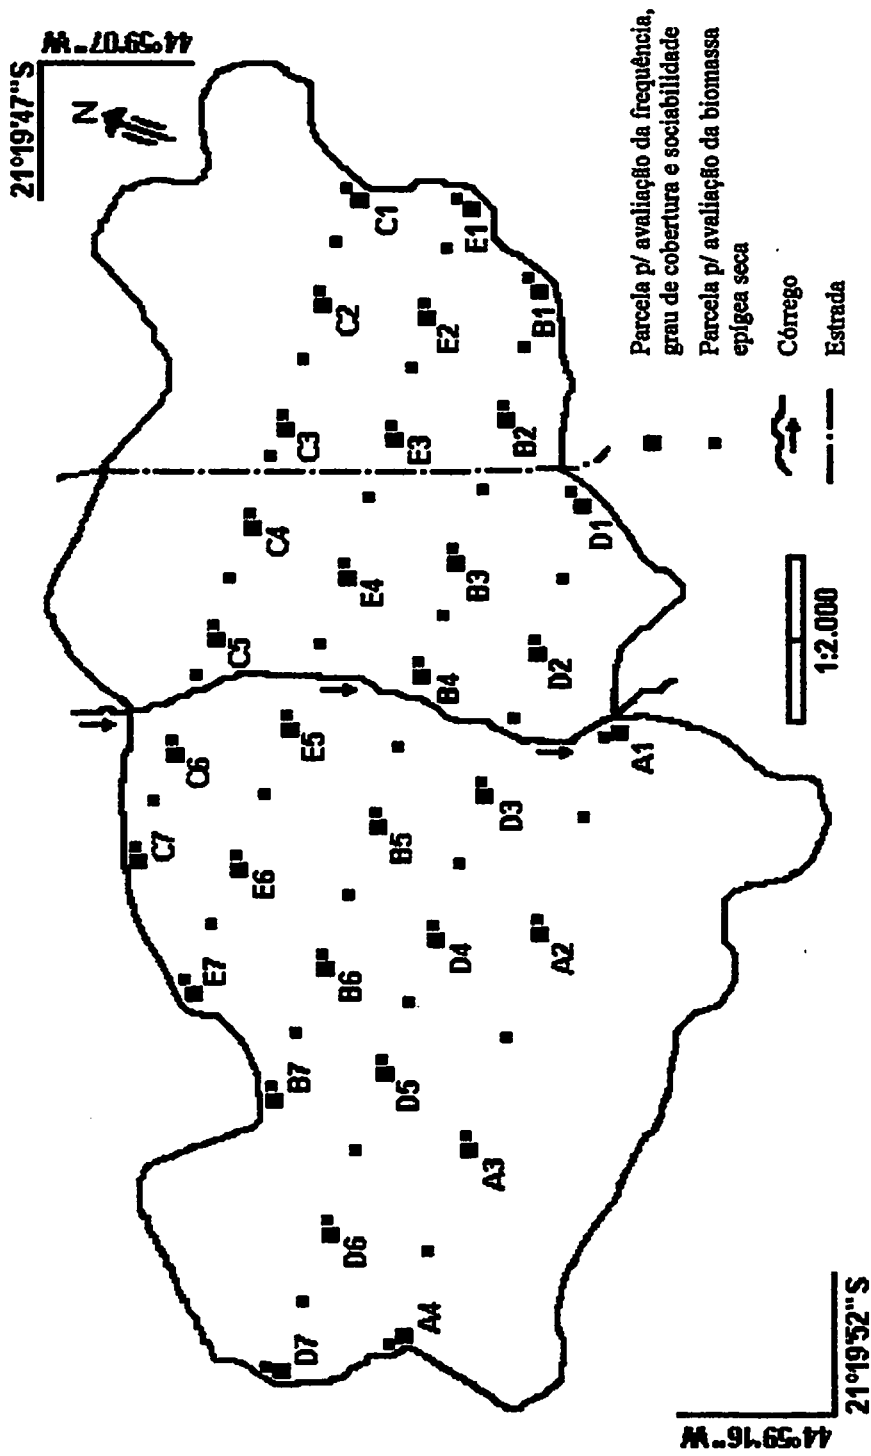 44°59'07"W
21°19'47"S
N
C1
C2
C3
C4
C5
C6
C7
E1
E2
E3
E4
E5
E6
E7
B1
B2
B3
B4
B5
B6
B7
D1
D2
D3
D4
D5
D6
D7
A1
A2
A3
A4
Parcela p/ avaliação da frequência,
grau de cobertura e sociabilidade
Parcela p/ avaliação da biomassa
epígea seca
Córrego
Estrada
1:2.000
44°59'16"W
21°19'52"S